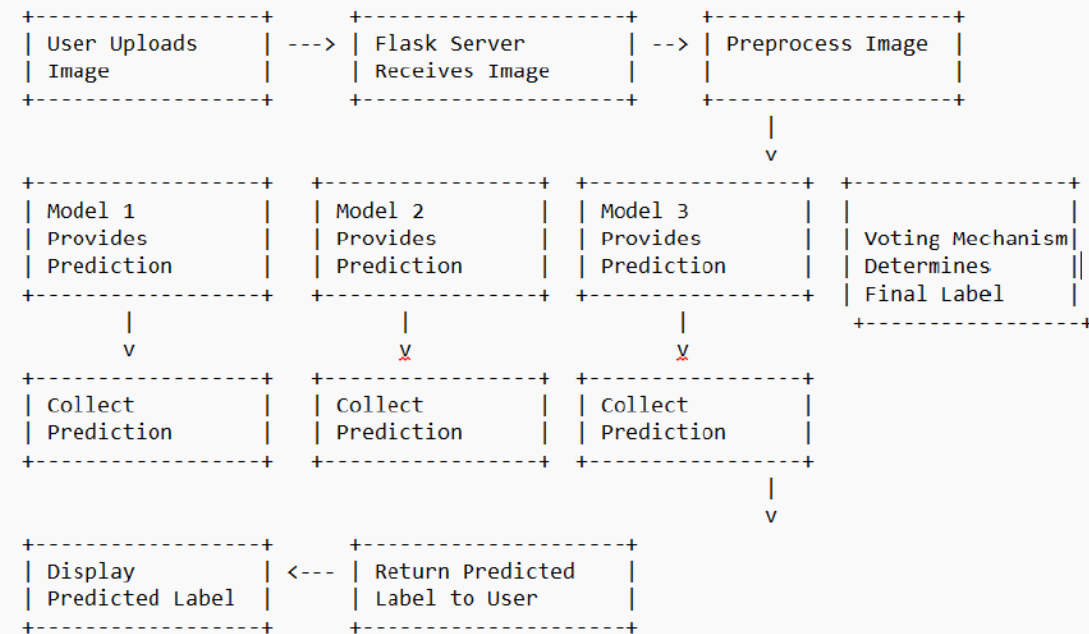 +------------------+      +---------------------+     +-------------------+
| User Uploads     | ---> | Flask Server        | --> | Preprocess Image  |
| Image            |      | Receives Image      |     |                   |
+------------------+      +---------------------+     +-------------------+
                                                           |
                                                           v
+------------------+   +-----------------+  +-----------------+  +-----------------+
| Model 1          |   | Model 2         |  | Model 3         |  |                 |
| Provides         |   | Provides        |  | Provides        |  | Voting Mechanism|
| Prediction       |   | Prediction      |  | Prediction      |  | Determines      |
+------------------+   +-----------------+  +-----------------+  | Final Label     |
        |                     |                     |             +-----------------+
        v                     v                     v
+------------------+   +-----------------+  +-----------------+
| Collect          |   | Collect         |  | Collect         |
| Prediction       |   | Prediction      |  | Prediction      |
+------------------+   +-----------------+  +-----------------+
                                                           |
                                                           v
+------------------+      +---------------------+
| Display          | <--- | Return Predicted    |
| Predicted Label  |      | Label to User       |
+------------------+      +---------------------+